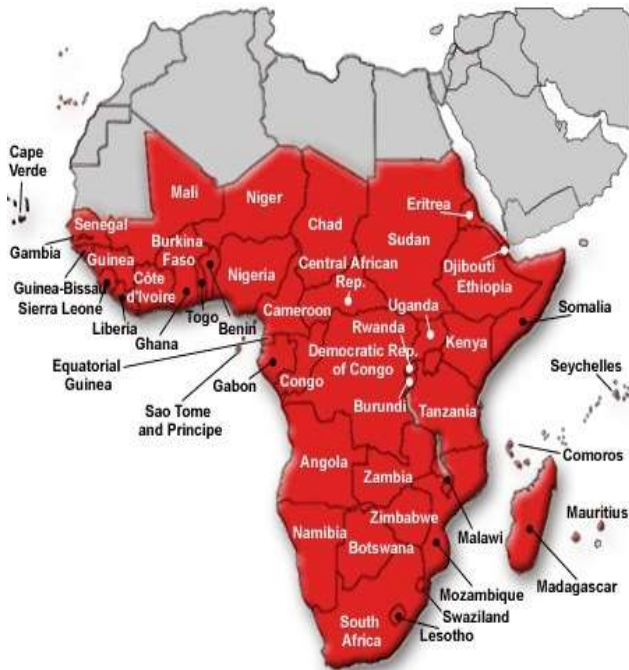 Cape
Verde
Mali
Niger
Eritrea
Senegal
Chad
Sudan
Gambia
Burkina
Faso
Guinea
Djibouti
Nigeria
Central African
Rep.
Ethiopia
Guinea-Bissau
Côte
d'Ivoire
Sierra Leone
Uganda
Somalia
Cameroon
Liberia
Togo
Benin
Rwanda
Ghana
Kenya
Equatorial
Guinea
Democratic Rep.
of Congo
Seychelles
Gabon
Congo
Burundi
Tanzania
Sao Tome
and Principe
Comoros
Angola
Zambia
Mauritius
Zimbabwe
Malawi
Namibia
Botswana
Madagascar
Mozambique
Swaziland
South
Africa
Lesotho